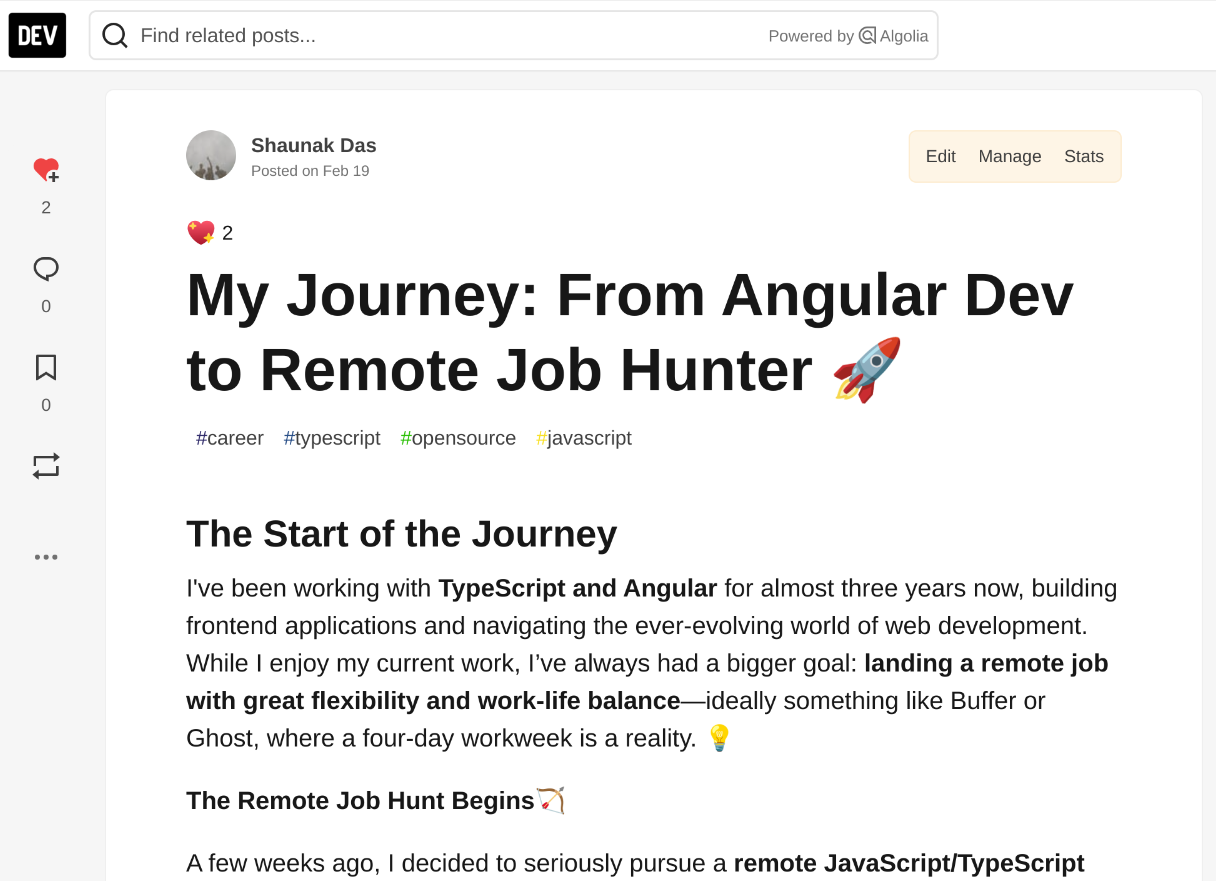 DEV
Find related posts...
Powered by Algolia
Shaunak Das
Posted on Feb 19
Edit Manage Stats
2
2
My Journey: From Angular Dev
to Remote Job Hunter 🚀
0
0
#career #typescript #opensource #javascript
The Start of the Journey
I've been working with TypeScript and Angular for almost three years now, building
frontend applications and navigating the ever-evolving world of web development.
While I enjoy my current work, I’ve always had a bigger goal: landing a remote job
with great flexibility and work-life balance—ideally something like Buffer or
Ghost, where a four-day workweek is a reality. 💡
The Remote Job Hunt Begins🏹
A few weeks ago, I decided to seriously pursue a remote JavaScript/TypeScript